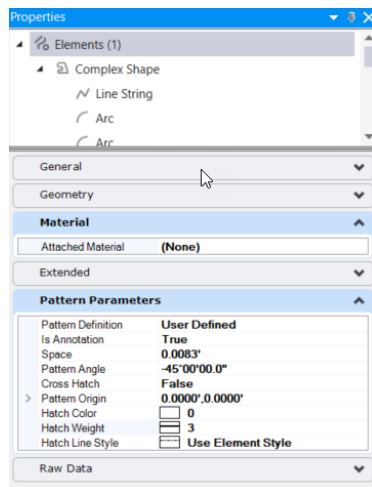 Properties
Elements (1)
Complex Shape
Line String
Arc
Arc
General
Geometry
Material
Attached Material (None)
Extended
Pattern Parameters
Pattern Definition User Defined
Is Annotation True
Space 0.0083'
Pattern Angle -45°00'00.0"
Cross Hatch False
Pattern Origin 0.0000',0.0000'
Hatch Color 0
Hatch Weight 3
Hatch Line Style Use Element Style
Raw Data